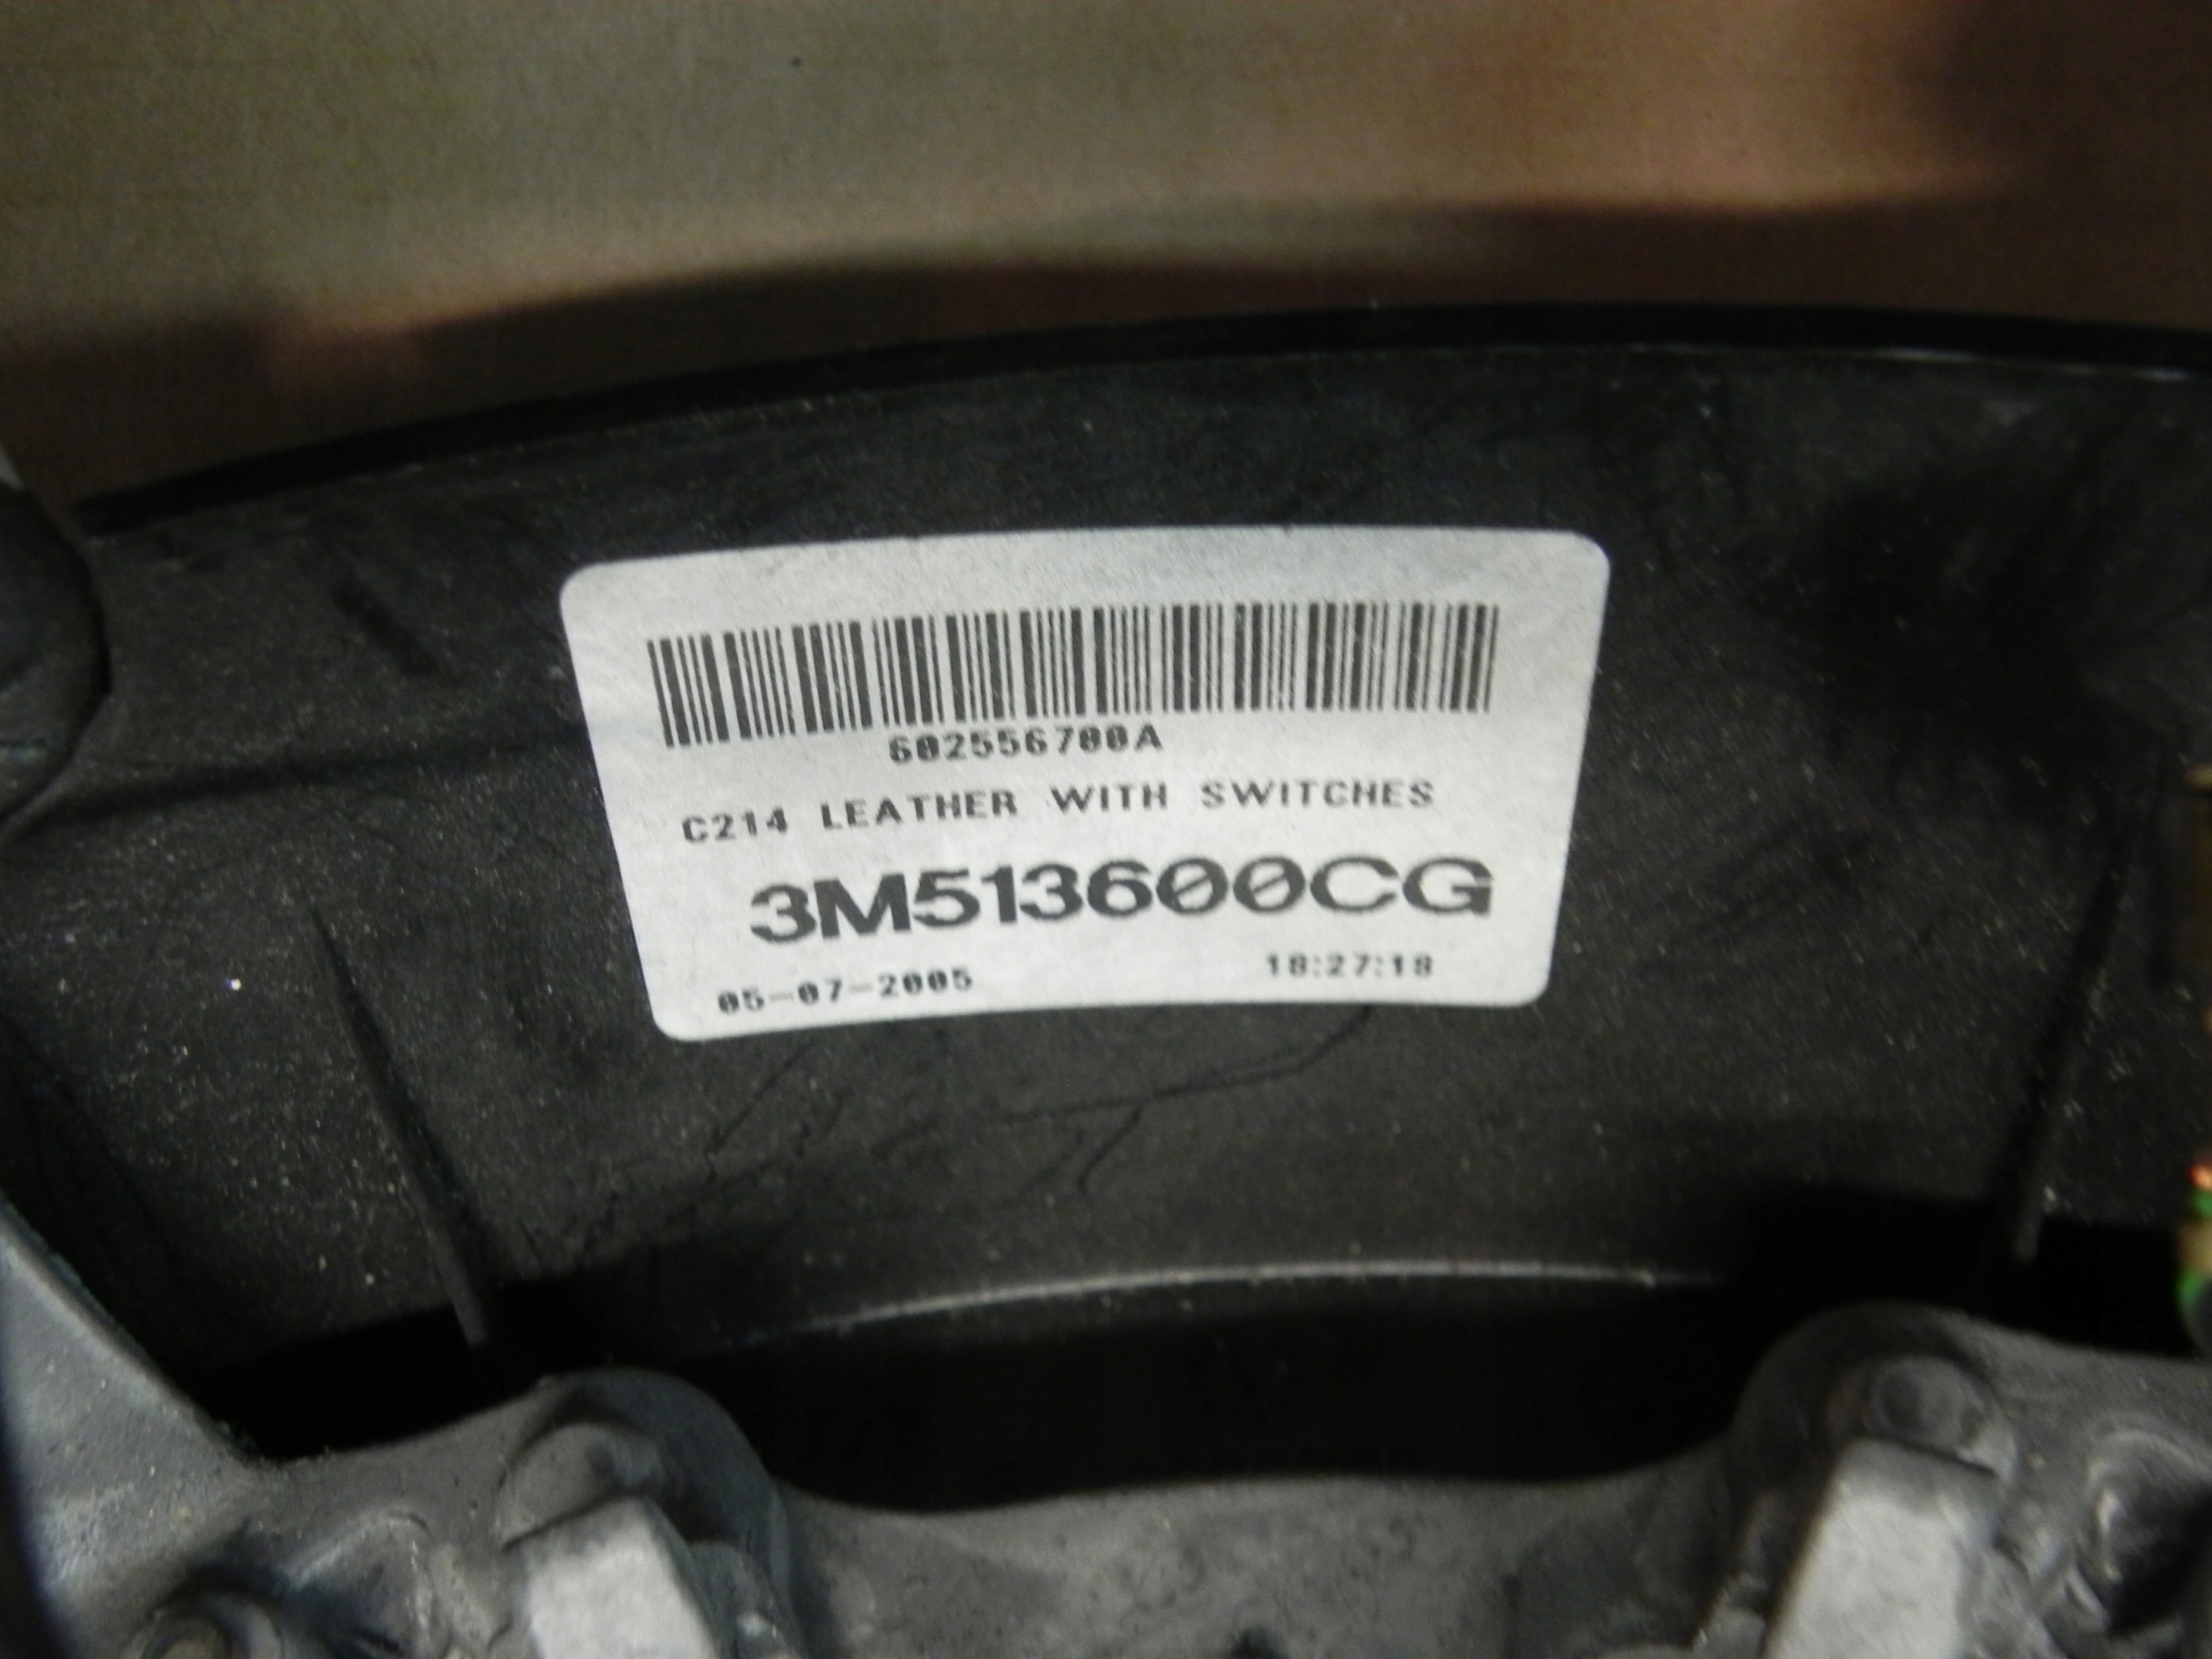 602556700A
C214 LEATHER WITH SWITCHES
3M513600CG
05-07-2005 18:27:18